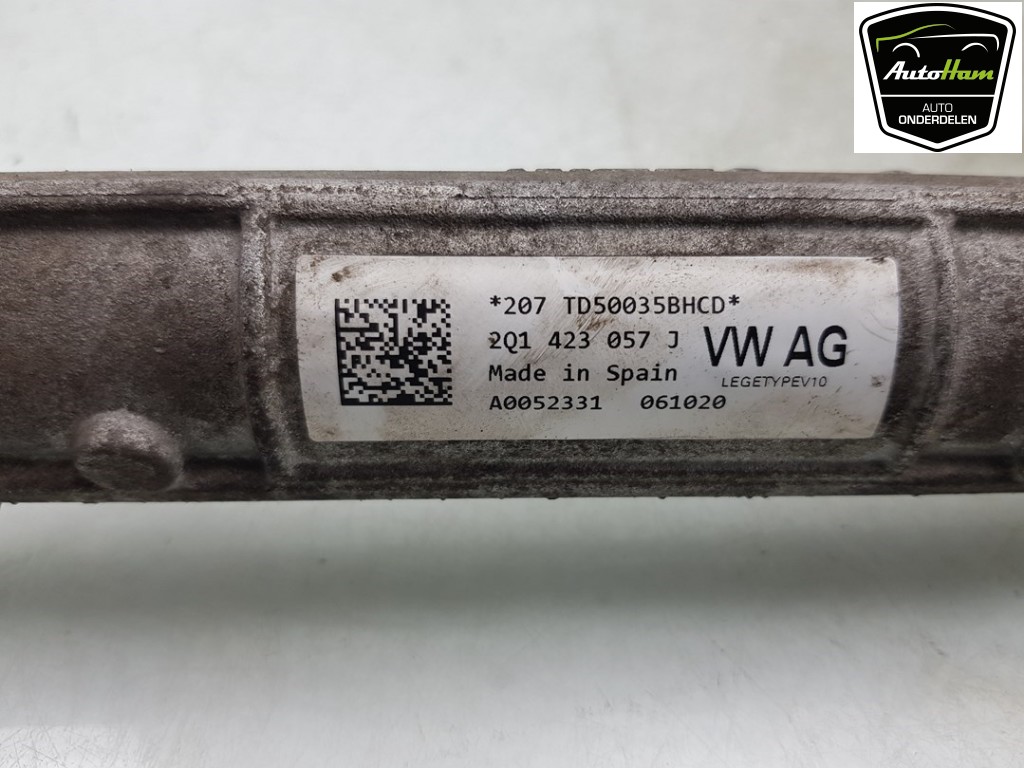 AutoHam
AUTO
ONDERDELEN
*207 TD50035BHCD*
2Q1 423 057 J
VW AG
Made in Spain
LEGETYPEV10
A0052331 061020